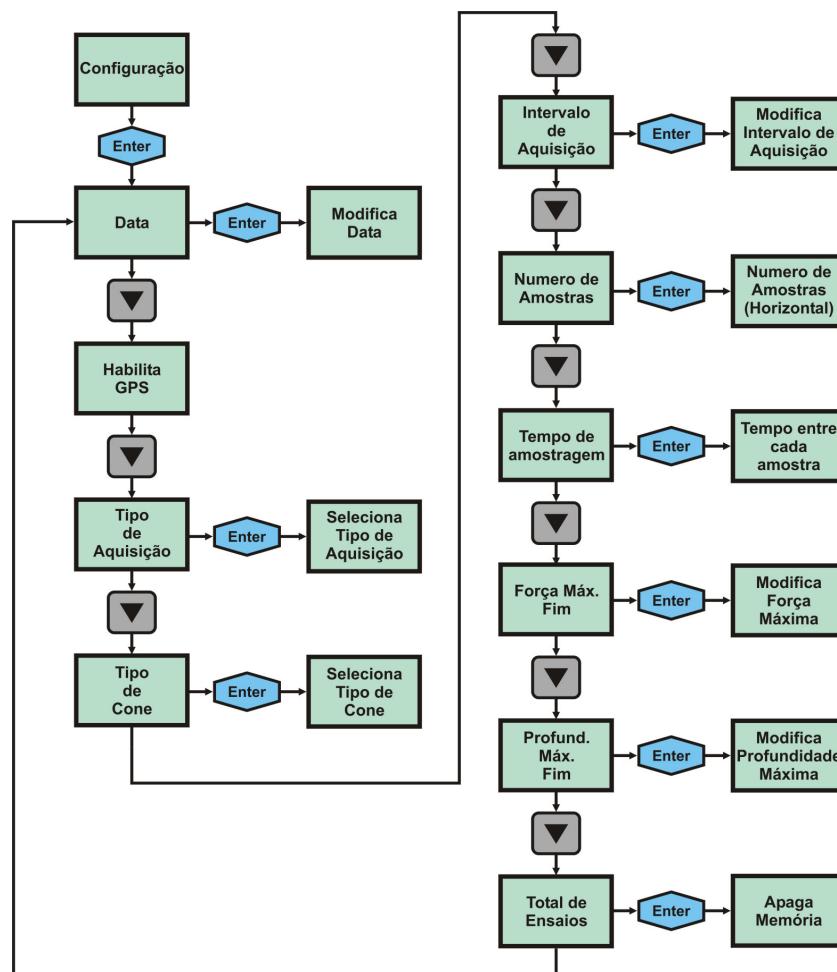 Configuração
Enter
Data
Enter
Modifica
Data
Habilita
GPS
Tipo
de
Aquisição
Enter
Seleciona
Tipo de
Aquisição
Tipo
de
Cone
Enter
Seleciona
Tipo de
Cone
Intervalo
de
Aquisição
Enter
Modifica
Intervalo de
Aquisição
Numero de
Amostras
Enter
Numero de
Amostras
(Horizontal)
Tempo de
amostragem
Enter
Tempo entre
cada
amostra
Força Máx.
Fim
Enter
Modifica
Força
Máxima
Profund.
Máx.
Fim
Enter
Modifica
Profundidade
Máxima
Total de
Ensaios
Enter
Apaga
Memória